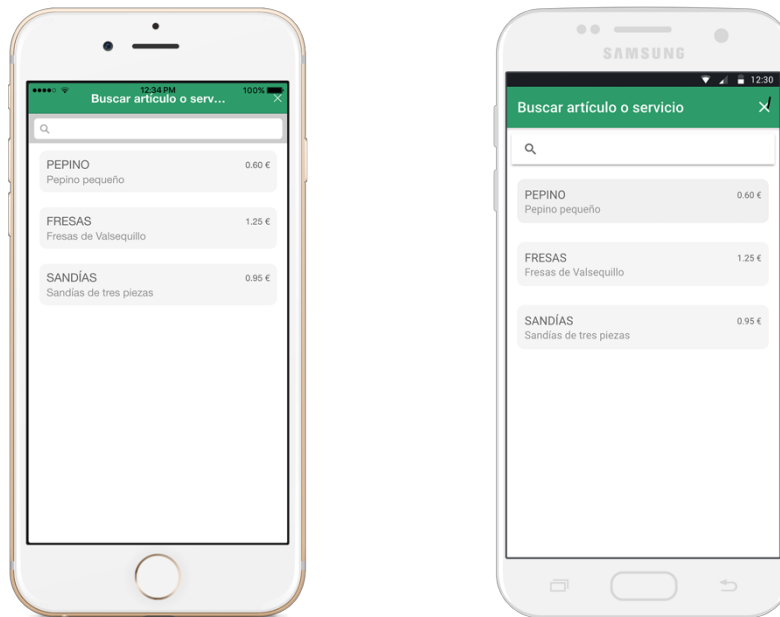 12:34 PM
100%
Buscar artículo o serv...
PEPINO
0.60 €
Pepino pequeño
FRESAS
1.25 €
Fresas de Valsequillo
SANDÍAS
0.95 €
Sandías de tres piezas
SAMSUNG
12:30
Buscar artículo o servicio
PEPINO
0.60 €
Pepino pequeño
FRESAS
1.25 €
Fresas de Valsequillo
SANDÍAS
0.95 €
Sandías de tres piezas